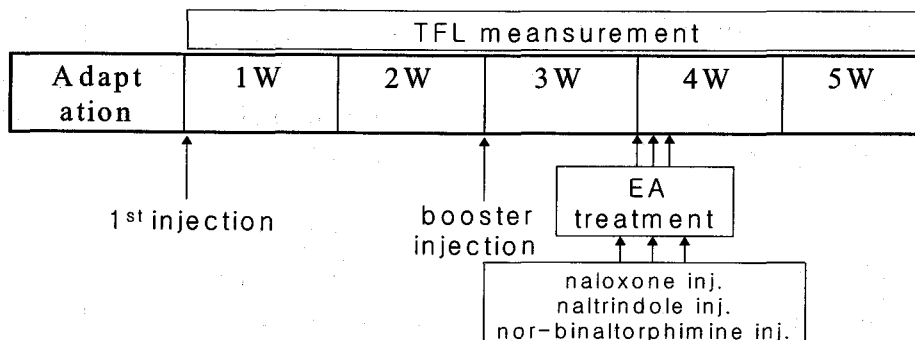 TFL meansurement
Adapt
ation
1W
2W
3W
4W
5W
1st injection
booster
injection
EA
treatment
naloxone inj.
naltrindole inj.
nor-binaltorphimine inj.